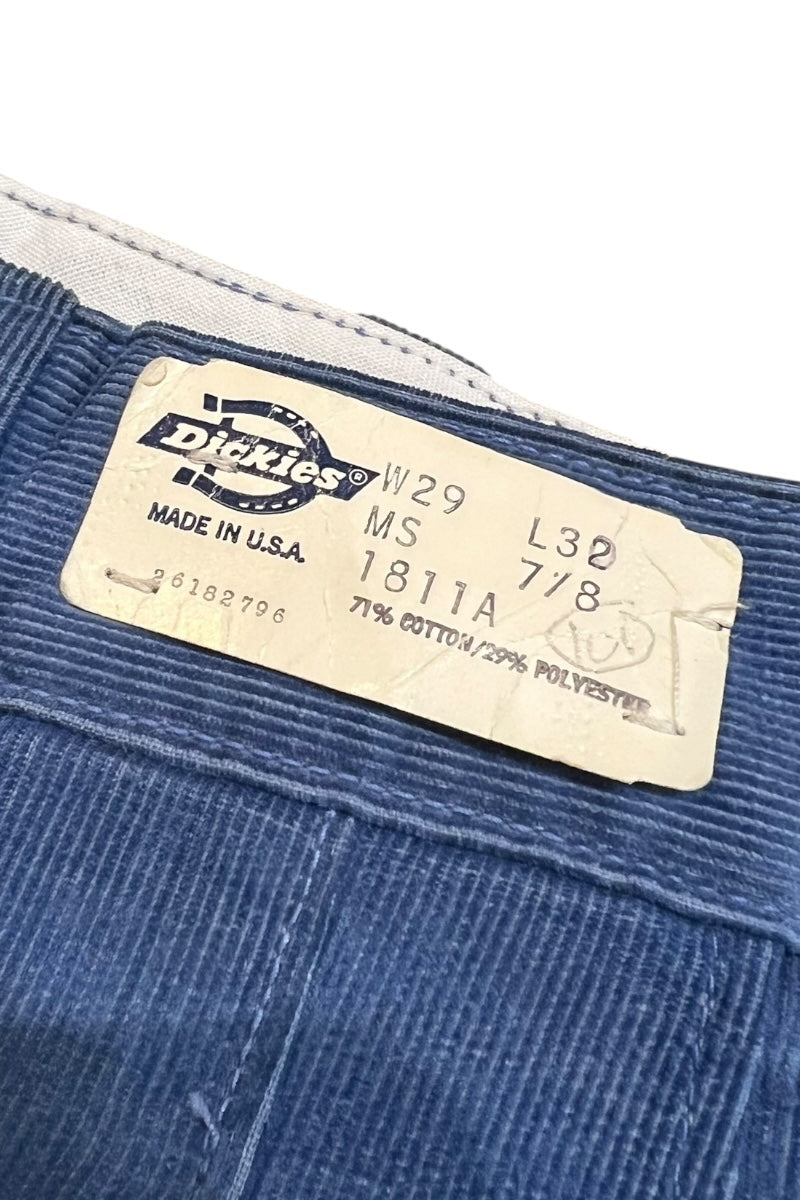 Dickies®
MADE IN U.S.A.
26182796
W29 L32
MS 7/8
1811A
71% COTTON/29% POLYESTER